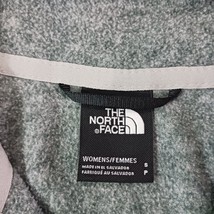 THE
NORTH
FACE
WOMENS/FEMMES
MADE IN EL SALVADOR
FABRIQUÉ AU SALVADOR
S
P